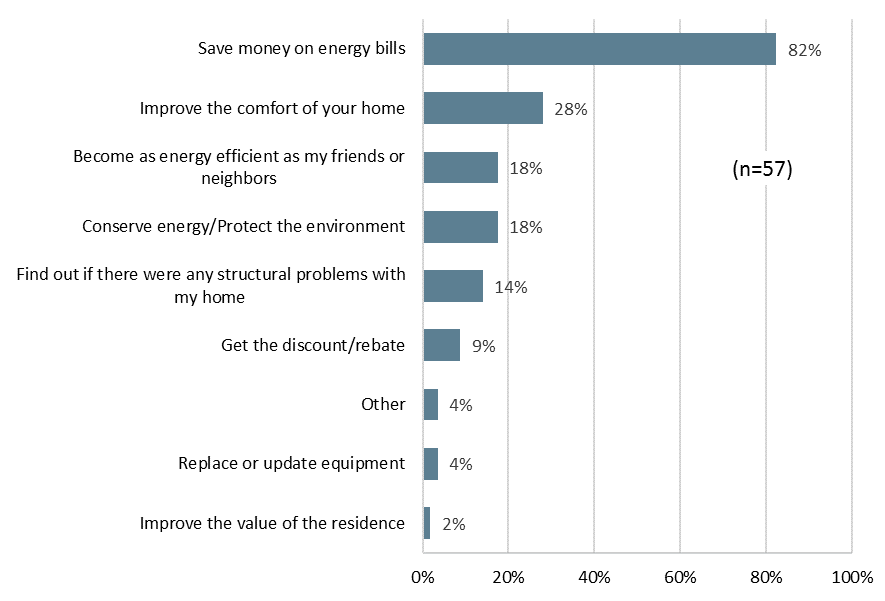 Save money on energy bills
82%
Improve the comfort of your home
28%
Become as energy efficient as my friends or
neighbors
18%
(n=57)
Conserve energy/Protect the environment
18%
Find out if there were any structural problems with
my home
14%
Get the discount/rebate
9%
Other
4%
Replace or update equipment
4%
Improve the value of the residence
2%
0%
20%
40%
60%
80%
100%